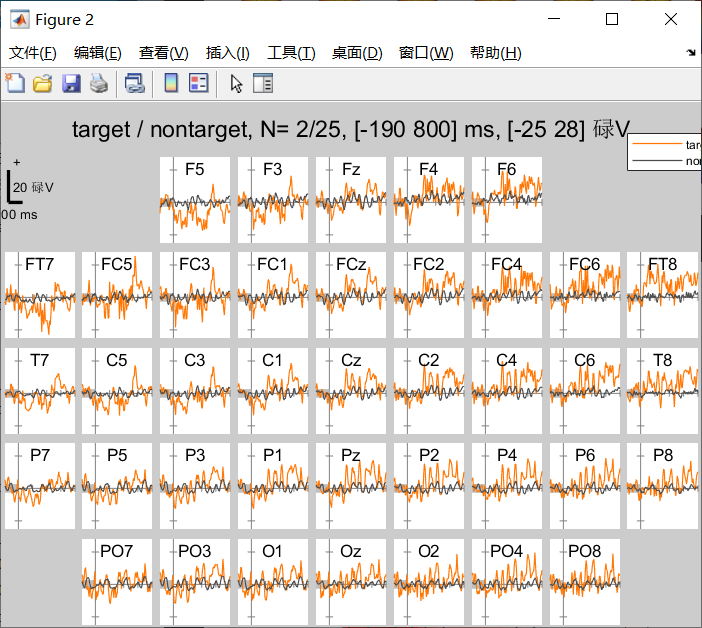 Figure 2
文件(F) 编辑(E) 查看(V) 插入(I) 工具(T) 桌面(D) 窗口(W) 帮助(H)
target / nontarget, N= 2/25, [-190 800] ms, [-25 28] 碌V
+
20 碌V
00 ms
F5 F3 Fz F4 F6
FT7 FC5 FC3 FC1 FCz FC2 FC4 FC6 FT8
T7 C5 C3 C1 Cz C2 C4 C6 T8
P7 P5 P3 P1 Pz P2 P4 P6 P8
PO7 PO3 O1 Oz O2 PO4 PO8